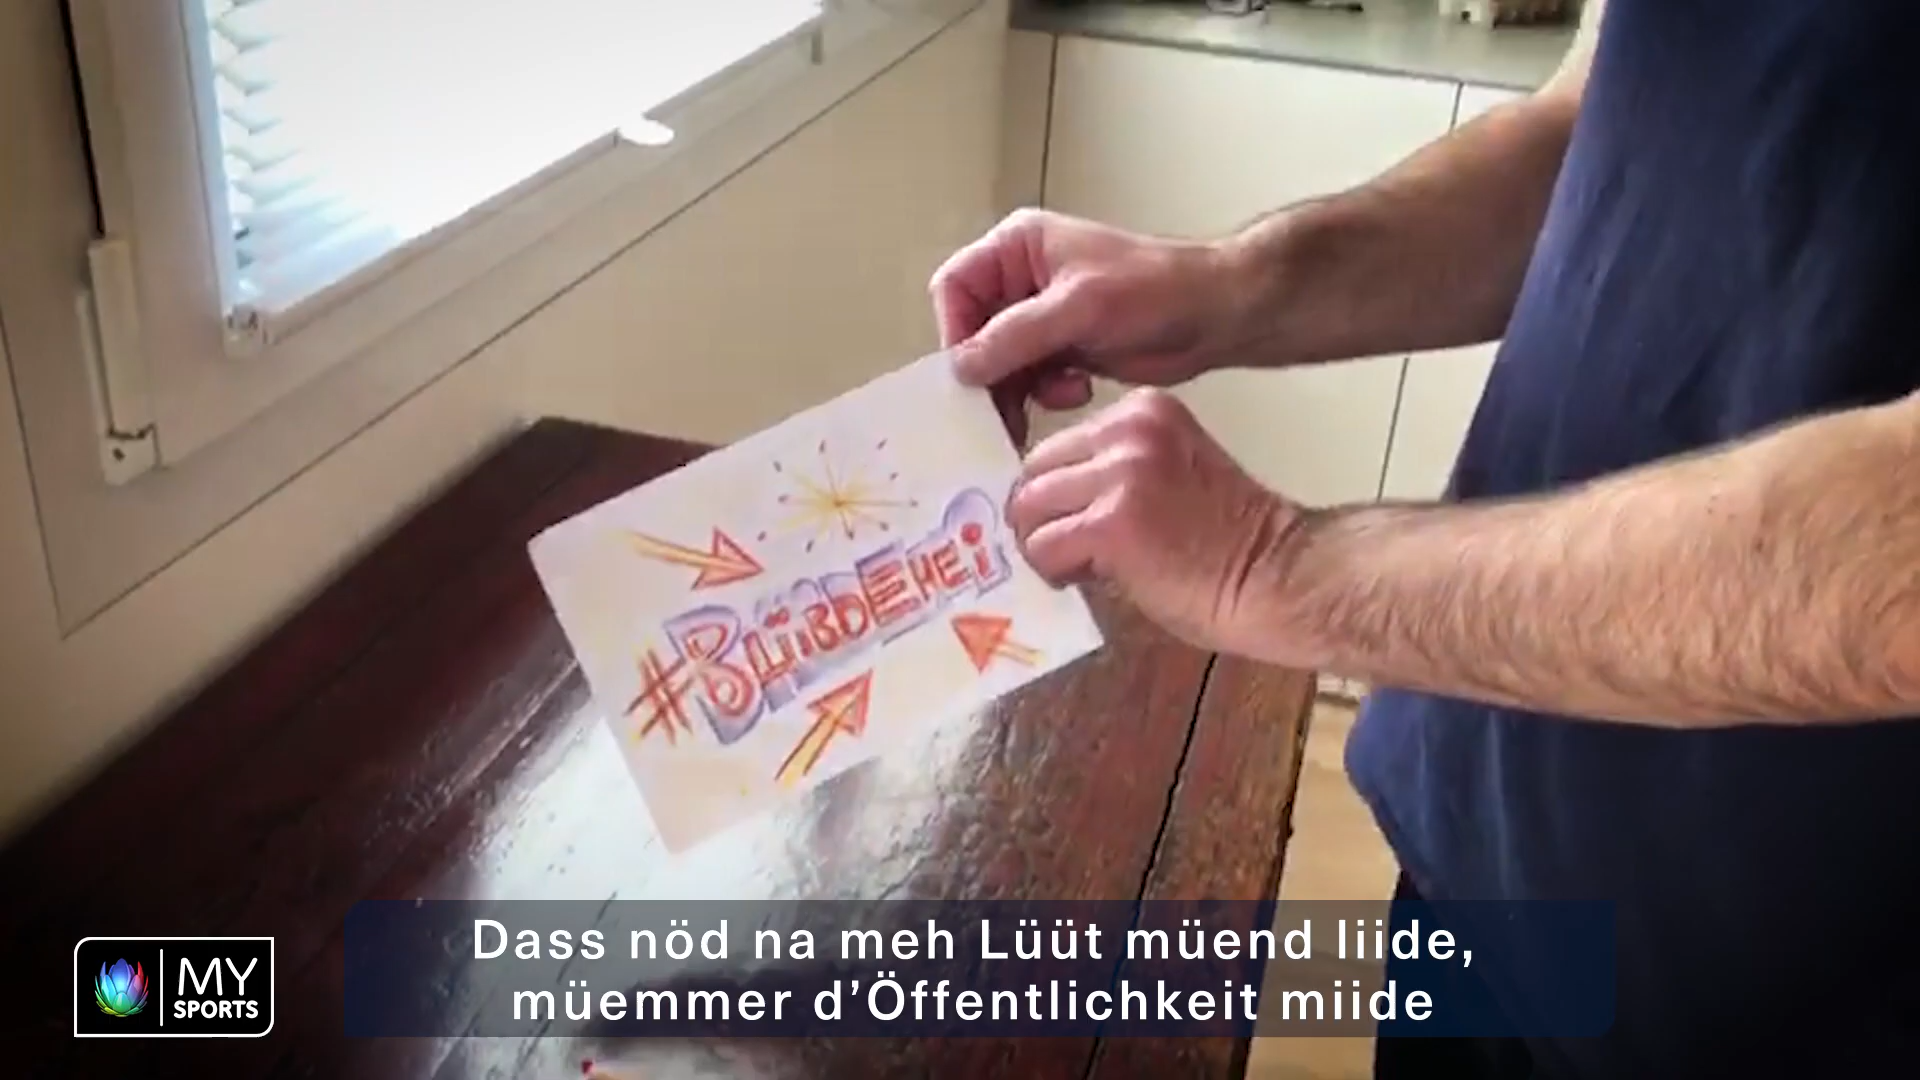 #BLiiBDEHEi
Dass nöd na meh Lüüt müend liide,
müemmer d’Öffentlichkeit miide
MY
SPORTS